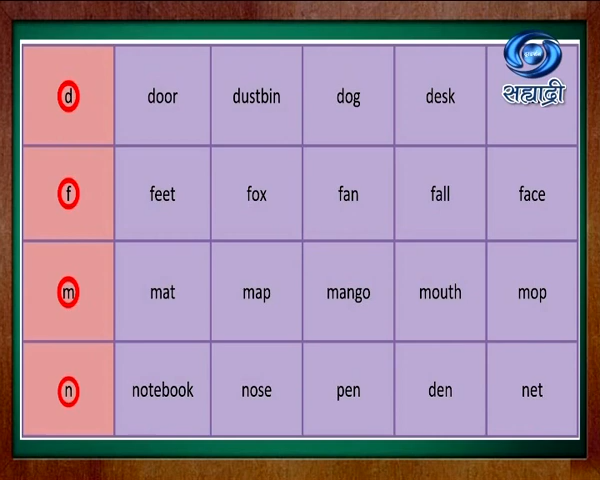 d door dustbin dog desk
सह्याद्री
f feet fox fan fall face
m mat map mango mouth mop
n notebook nose pen den net